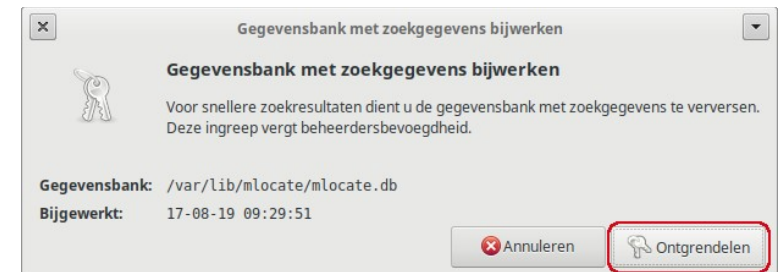 Gegevensbank met zoekgegevens bijwerken
Gegevensbank met zoekgegevens bijwerken
Voor snellere zoekresultaten dient u de gegevensbank met zoekgegevens te verversen.
Deze ingreep vergt beheerdersbevoegdheid.
Gegevensbank: /var/lib/mlocate/mlocate.db
Bijgewerkt: 17-08-19 09:29:51
Annuleren Ontgrendelen